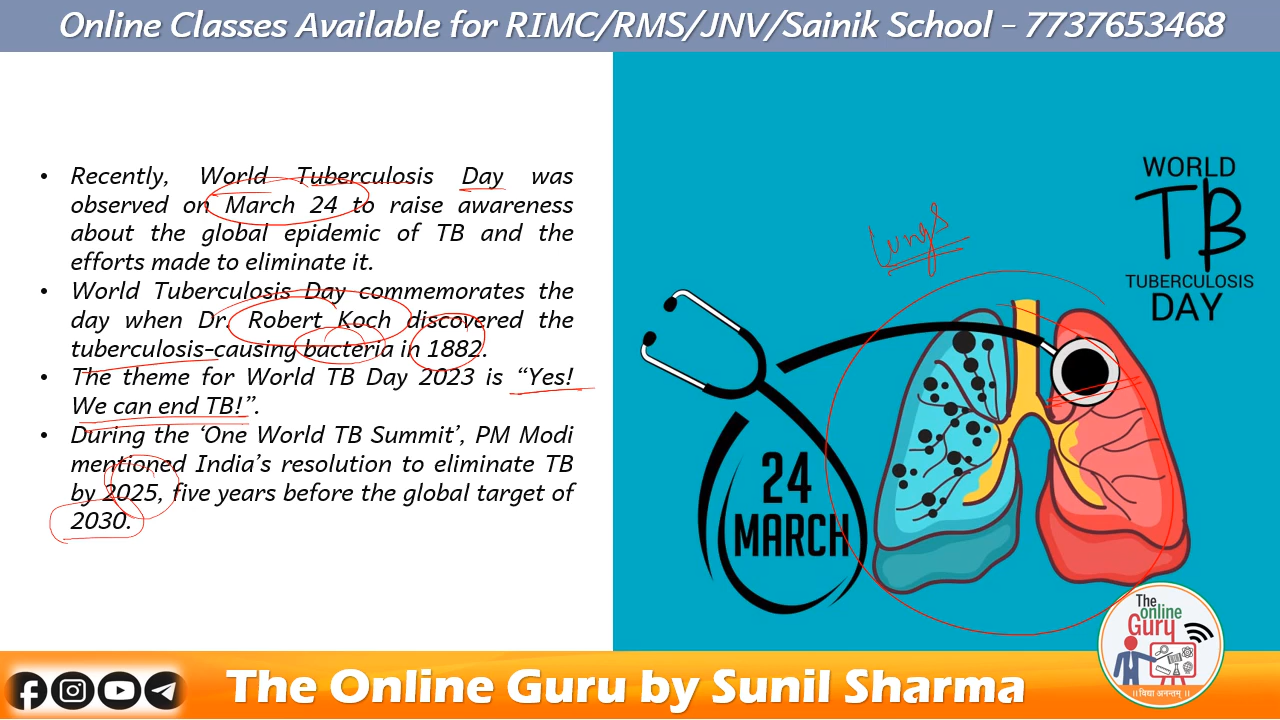 Online Classes Available for RIMC/RMS/JNV/Sainik School – 7737653468
• Recently, World Tuberculosis Day was
observed on March 24 to raise awareness
about the global epidemic of TB and the
efforts made to eliminate it.
• World Tuberculosis Day commemorates the
day when Dr. Robert Koch discovered the
tuberculosis-causing bacteria in 1882.
• The theme for World TB Day 2023 is “Yes!
We can end TB!”.
• During the ‘One World TB Summit’, PM Modi
mentioned India’s resolution to eliminate TB
by 2025, five years before the global target of
2030.
Lungs
WORLD
TB
TUBERCULOSIS
DAY
24
MARCH
The
online
Guru
।। विद्या अनन्तम् ।।
The Online Guru by Sunil Sharma